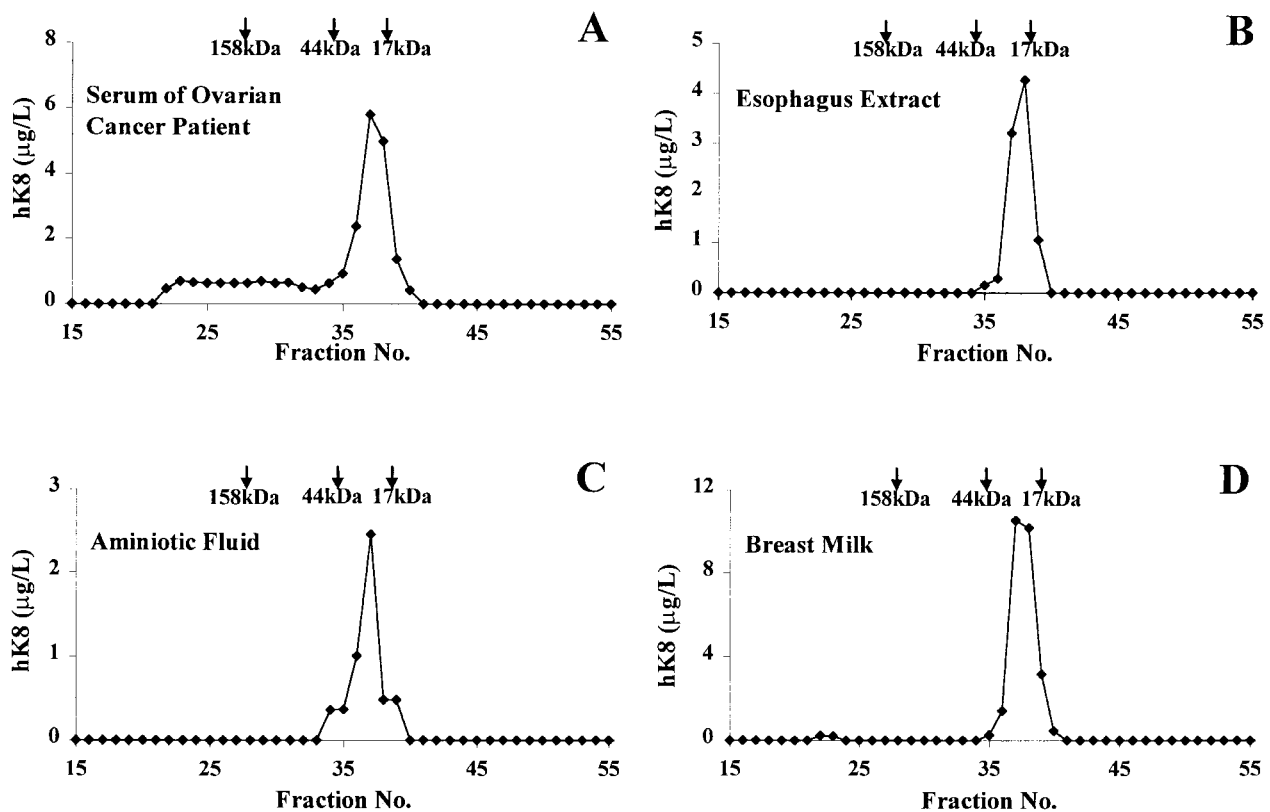 A
158kDa 44kDa 17kDa
8
6
4
2
0
hK8 (µg/L)
Serum of Ovarian
Cancer Patient
15 25 35 45 55
Fraction No.
B
158kDa 44kDa 17kDa
5
4
3
2
1
0
hK8 (µg/L)
Esophagus Extract
15 25 35 45 55
Fraction No.
C
158kDa 44kDa 17kDa
3
2
1
0
hK8 (µg/L)
Aminiotic Fluid
15 25 35 45 55
Fraction No.
D
158kDa 44kDa 17kDa
12
8
4
0
hK8 (µg/L)
Breast Milk
15 25 35 45 55
Fraction No.